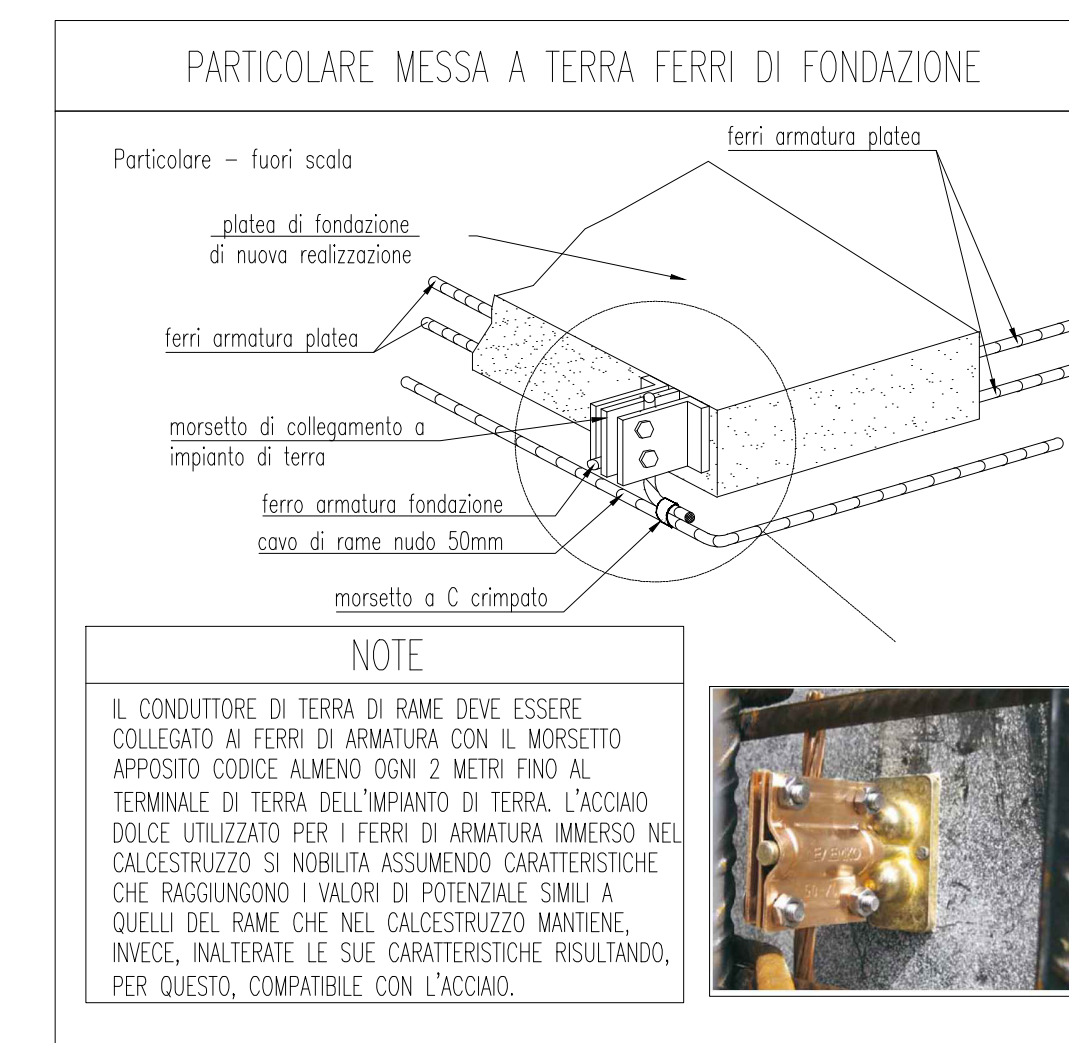 PARTICOLARE MESSA A TERRA FERRI DI FONDAZIONE
Particolare – fuori scala
ferri armatura platea
platea di fondazione
di nuova realizzazione
ferri armatura platea
morsetto di collegamento a
impianto di terra
ferro armatura fondazione
cavo di rame nudo 50mm
morsetto a C crimpato
NOTE
IL CONDUTTORE DI TERRA DI RAME DEVE ESSERE
COLLEGATO AI FERRI DI ARMATURA CON IL MORSETTO
APPOSITO CODICE ALMENO OGNI 2 METRI FINO AL
TERMINALE DI TERRA DELL'IMPIANTO DI TERRA. L'ACCIAIO
DOLCE UTILIZZATO PER I FERRI DI ARMATURA IMMERSO NEL
CALCESTRUZZO SI NOBILITA ASSUMENDO CARATTERISTICHE
CHE RAGGIUNGONO I VALORI DI POTENZIALE SIMILI A
QUELLI DEL RAME CHE NEL CALCESTRUZZO MANTIENE,
INVECE, INALTERATE LE SUE CARATTERISTICHE RISULTANDO,
PER QUESTO, COMPATIBILE CON L'ACCIAIO.